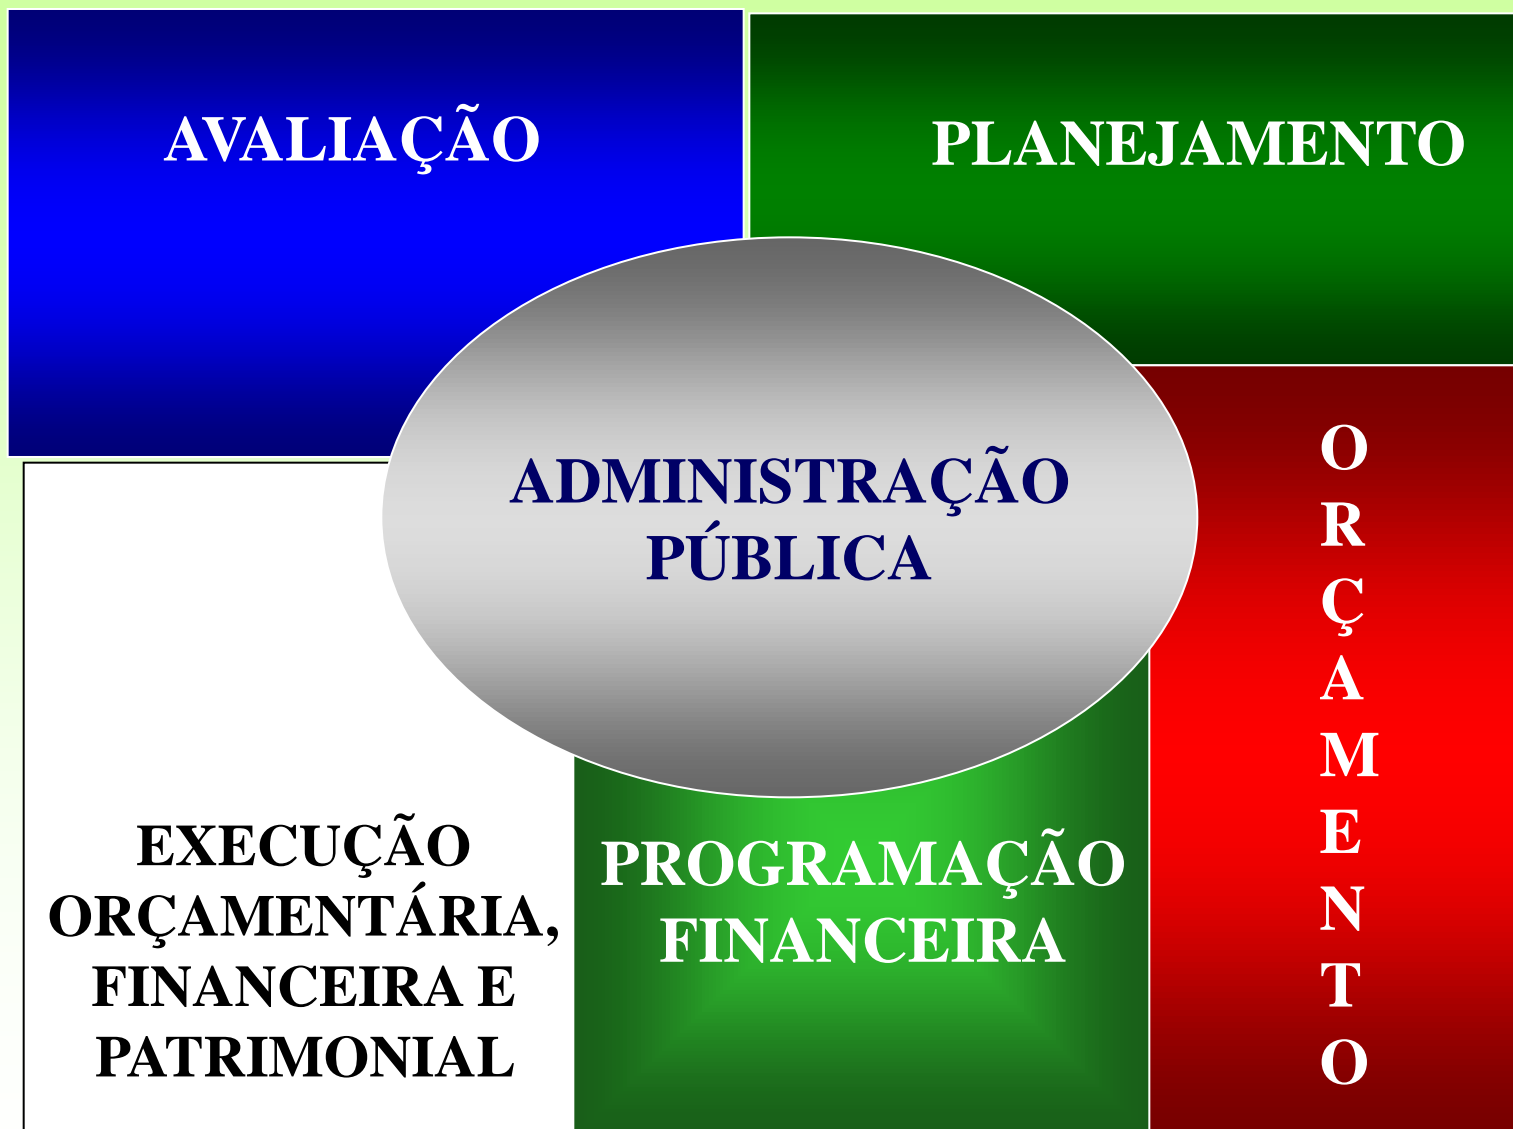 AVALIAÇÃO
PLANEJAMENTO
ADMINISTRAÇÃO
PÚBLICA
O
R
Ç
A
M
E
N
T
O
EXECUÇÃO
ORÇAMENTÁRIA,
FINANCEIRA E
PATRIMONIAL
PROGRAMAÇÃO
FINANCEIRA